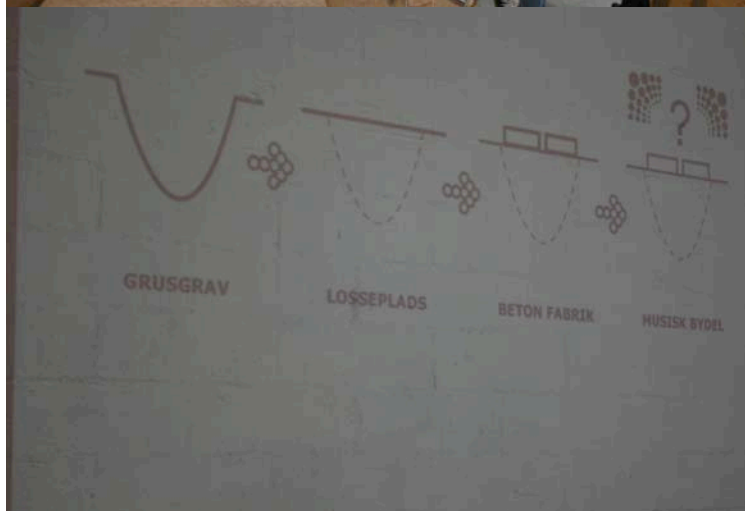 ?
GRUSGRAV
LOSSEPLADS
BETON FABRIK
MUSISK BYDEL